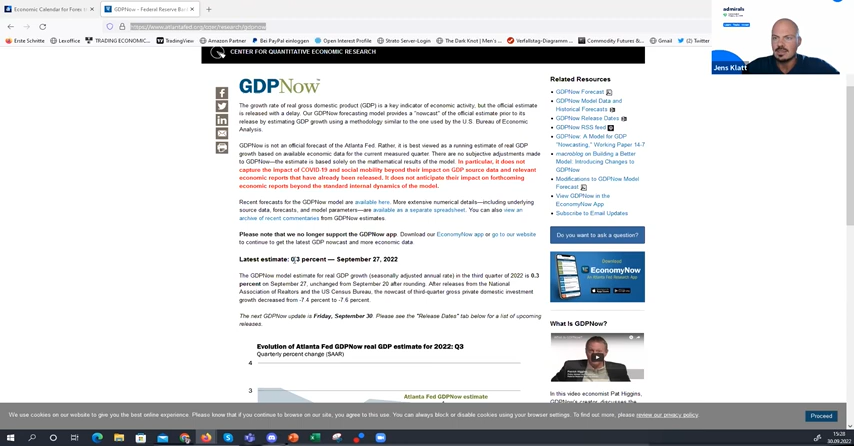 Economic Calendar for Forex
GDPNow - Federal Reserve Ban
https://www.atlantafed.org/cqer/research/gdpnow
Erste Schritte
Lexoffice
TRADING ECONOMIC...
TradingView
Amazon Partner
Bei PayPal einloggen
Open Interest Profile
Strato Server-Login
The Dark Knot | Men's ...
Verfallstag-Diagramm ...
Commodity Futures & ...
Gmail
(2) Twitter
admirals
Jens Klatt
CENTER FOR QUANTITATIVE ECONOMIC RESEARCH
GDPNow™
The growth rate of real gross domestic product (GDP) is a key indicator of economic activity, but the official estimate
is released with a delay. Our GDPNow forecasting model provides a "nowcast" of the official estimate prior to its
release by estimating GDP growth using a methodology similar to the one used by the U.S. Bureau of Economic
Analysis.
GDPNow is not an official forecast of the Atlanta Fed. Rather, it is best viewed as a running estimate of real GDP
growth based on available economic data for the current measured quarter. There are no subjective adjustments made
to GDPNow—the estimate is based solely on the mathematical results of the model. In particular, it does not
capture the impact of COVID-19 and social mobility beyond their impact on GDP source data and relevant
economic reports that have already been released. It does not anticipate their impact on forthcoming
economic reports beyond the standard internal dynamics of the model.
Recent forecasts for the GDPNow model are available here. More extensive numerical details—including underlying
source data, forecasts, and model parameters—are available as a separate spreadsheet. You can also view an
archive of recent commentaries from GDPNow estimates.
Please note that we no longer support the GDPNow app. Download our EconomyNow app or go to our website
to continue to get the latest GDP nowcast and more economic data.
Latest estimate: 0.3 percent — September 27, 2022
The GDPNow model estimate for real GDP growth (seasonally adjusted annual rate) in the third quarter of 2022 is 0.3
percent on September 27, unchanged from September 20 after rounding. After releases from the National
Association of Realtors and the US Census Bureau, the nowcast of third-quarter gross private domestic investment
growth decreased from -7.4 percent to -7.6 percent.
The next GDPNow update is Friday, September 30. Please see the "Release Dates" tab below for a list of upcoming
releases.
Evolution of Atlanta Fed GDPNow real GDP estimate for 2022: Q3
Quarterly percent change (SAAR)
4
3
Atlanta Fed GDPNow estimate
Related Resources
GDPNow Forecast
GDPNow Model Data and
Historical Forecasts
GDPNow Release Dates
GDPNow RSS feed
GDPNow: A Model for GDP
"Nowcasting," Working Paper 14-7
macroblog on Building a Better
Model: Introducing Changes to
GDPNow
Modifications to GDPNow Model
Forecast
View GDPNow in the
EconomyNow App
Subscribe to Email Updates
Do you want to ask a question?
Download
EconomyNow
What Is GDPNow?
In this video economist Pat Higgins,
GDPNow's creator, discusses the
We use cookies on our website to give you the best online experience. Please know that if you continue to browse on our site, you agree to this use. You can always block or disable cookies using your browser settings. To find out more, please review our privacy policy.
Proceed
15:28
30.09.2022